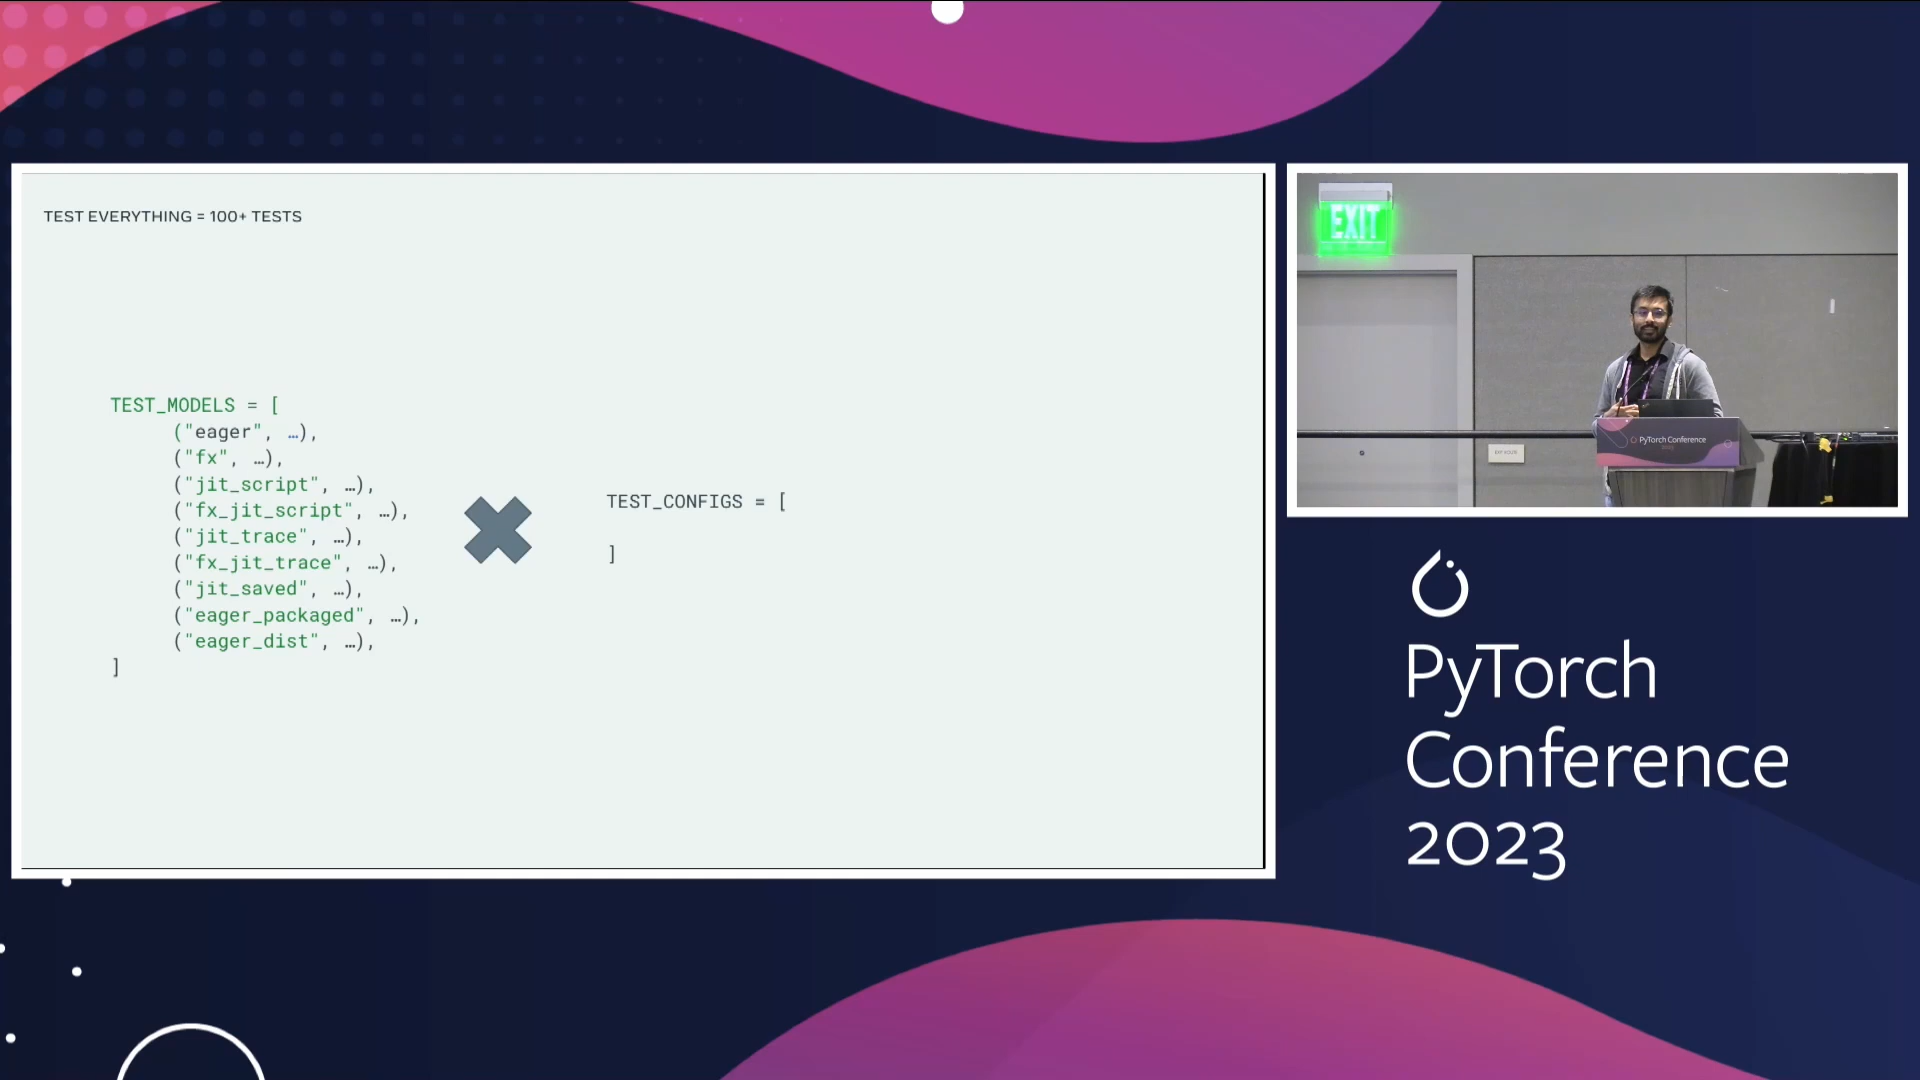 TEST EVERYTHING = 100+ TESTS
TEST_MODELS = [
("eager", …),
("fx", …),
("jit_script", …),
("fx_jit_script", …),
("jit_trace", …),
("fx_jit_trace", …),
("jit_saved", …),
("eager_packaged", …),
("eager_dist", …),
]
TEST_CONFIGS = [
]
EXIT
PyTorch Conference
PyTorch
Conference
2023